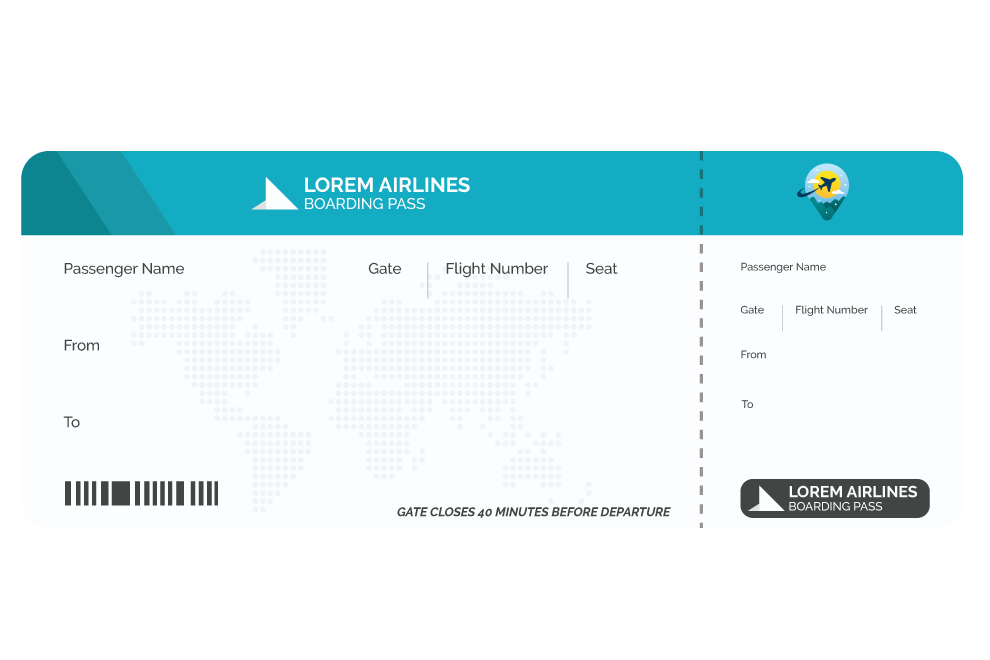 LOREM AIRLINES
BOARDING PASS
Passenger Name
Gate
Flight Number
Seat
From
To
GATE CLOSES 40 MINUTES BEFORE DEPARTURE
Passenger Name
Gate
Flight Number
Seat
From
To
LOREM AIRLINES
BOARDING PASS